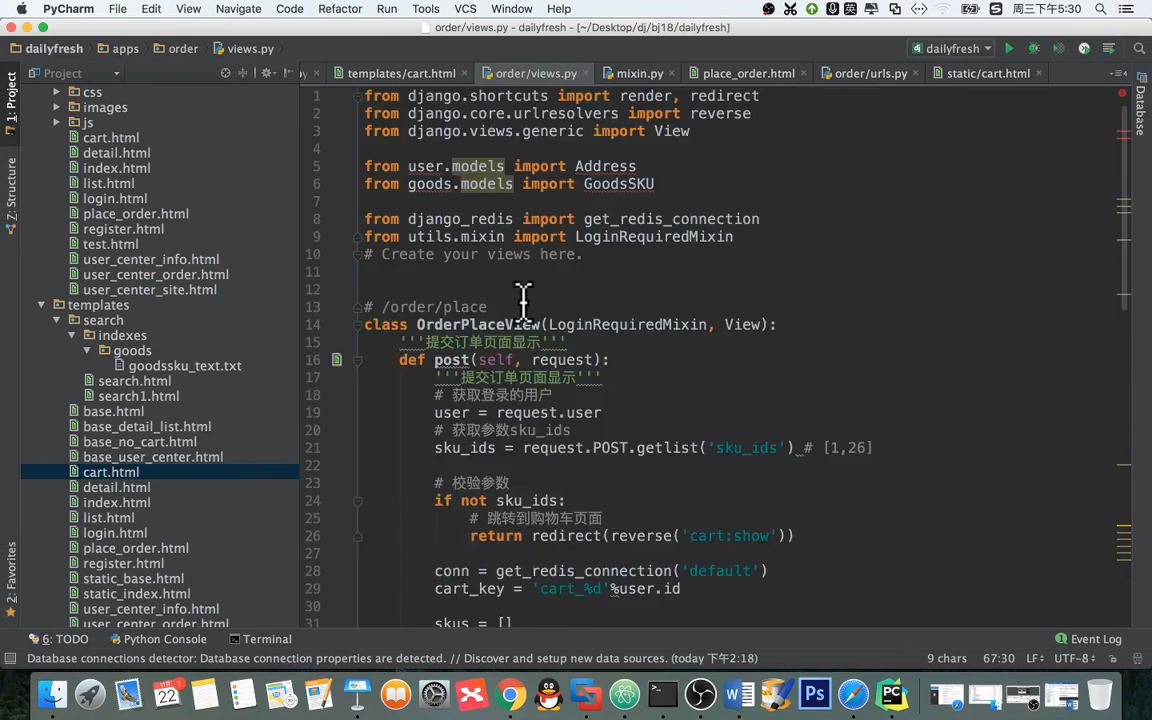 PyCharm File Edit View Navigate Code Refactor Run Tools VCS Window Help 英 周三下午5:30
order/views.py - dailyfresh - [~/Desktop/dj/bj18/dailyfresh]
dailyfresh apps order views.py dailyfresh
Project y templates/cart.html order/views.py mixin.py place_order.html order/urls.py static/cart.html
1: Project
Z: Structure
2: Favorites
Database
css
images
js
cart.html
detail.html
index.html
list.html
login.html
place_order.html
register.html
test.html
user_center_info.html
user_center_order.html
user_center_site.html
templates
search
indexes
goods
goodssku_text.txt
search.html
search1.html
base.html
base_detail_list.html
base_no_cart.html
base_user_center.html
cart.html
detail.html
index.html
list.html
login.html
place_order.html
register.html
static_base.html
static_index.html
user_center_info.html
user_center_order.html
1 from django.shortcuts import render, redirect
2 from django.core.urlresolvers import reverse
3 from django.views.generic import View
4
5 from user.models import Address
6 from goods.models import GoodsSKU
7
8 from django_redis import get_redis_connection
9 from utils.mixin import LoginRequiredMixin
10 # Create your views here.
11
12
13 # /order/place
14 class OrderPlaceView(LoginRequiredMixin, View):
15 '''提交订单页面显示'''
16 def post(self, request):
17 '''提交订单页面显示'''
18 # 获取登录的用户
19 user = request.user
20 # 获取参数sku_ids
21 sku_ids = request.POST.getlist('sku_ids') # [1,26]
22
23 # 校验参数
24 if not sku_ids:
25 # 跳转到购物车页面
26 return redirect(reverse('cart:show'))
27
28 conn = get_redis_connection('default')
29 cart_key = 'cart_%d'%user.id
30
31 skus = []
6: TODO Python Console Terminal 1 Event Log
Database connections detector: Database connection properties are detected. // Discover and setup new data sources. (today 下午2:18) 9 chars 67:30 LF÷ UTF-8÷
22
Ps
PC